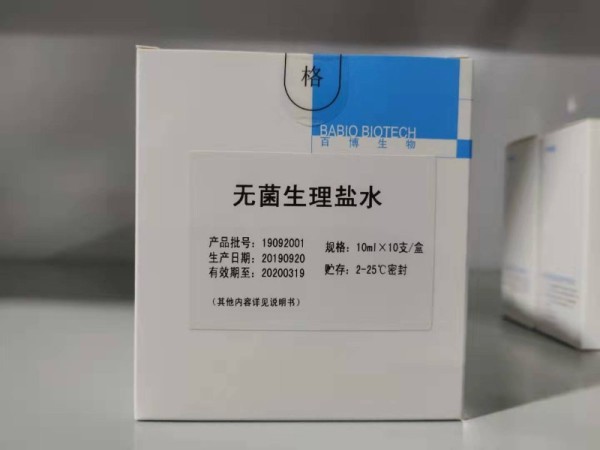 格
BABIO BIOTECH
百博生物
无菌生理盐水
产品批号：19092001
规格：10ml×10支/盒
生产日期：20190920
有效期至：20200319
贮存：2-25℃密封
（其他内容详见说明书）